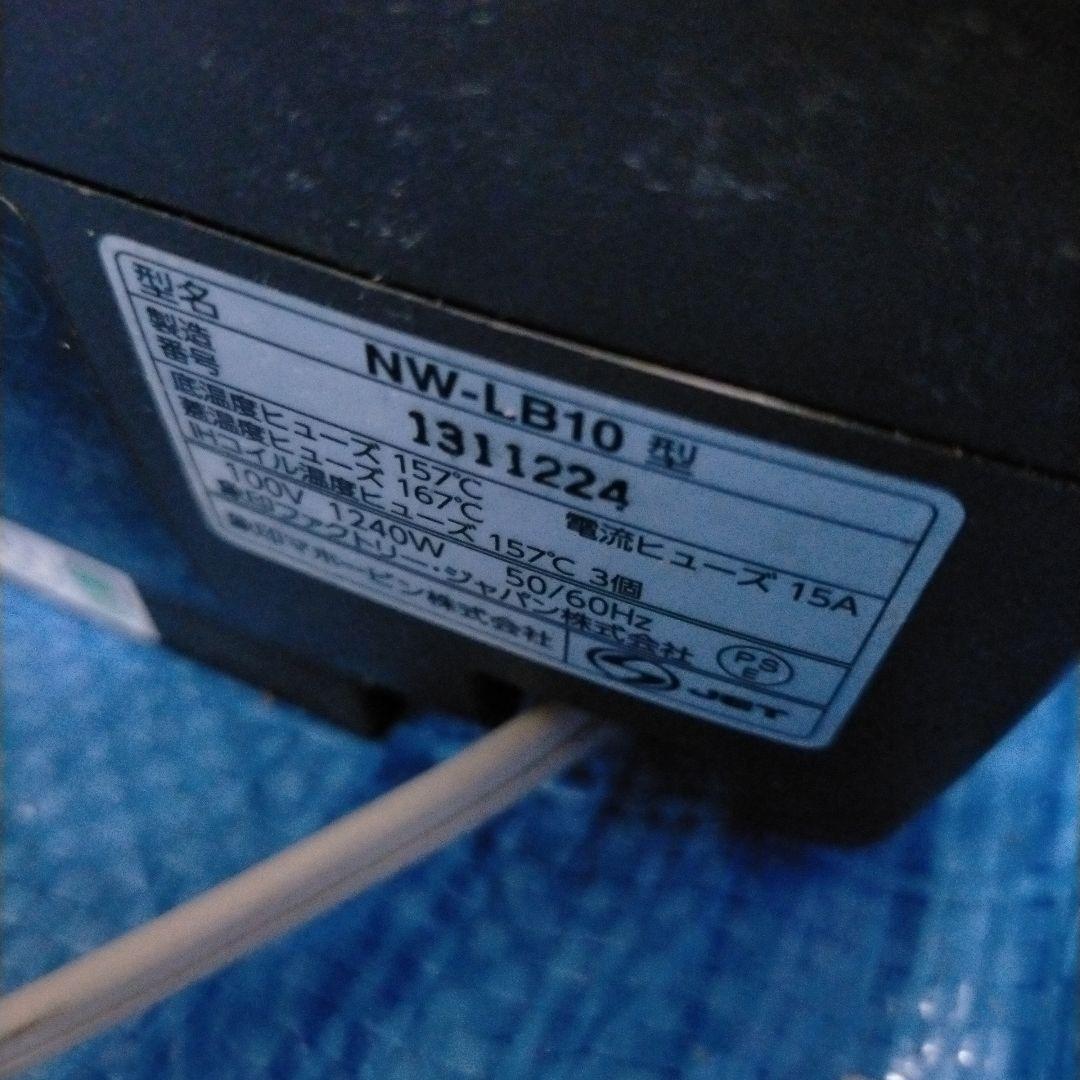 型名 NW-LB10 型
製造番号 1311224
底温度ヒューズ 157℃
蓋温度ヒューズ 167℃ 電流ヒューズ 15A
IHコイル温度ヒューズ 157℃ 3個
100V 1240W 50/60Hz
象印ファクトリー・ジャパン株式会社
象印マホービン株式会社
PSE
JET